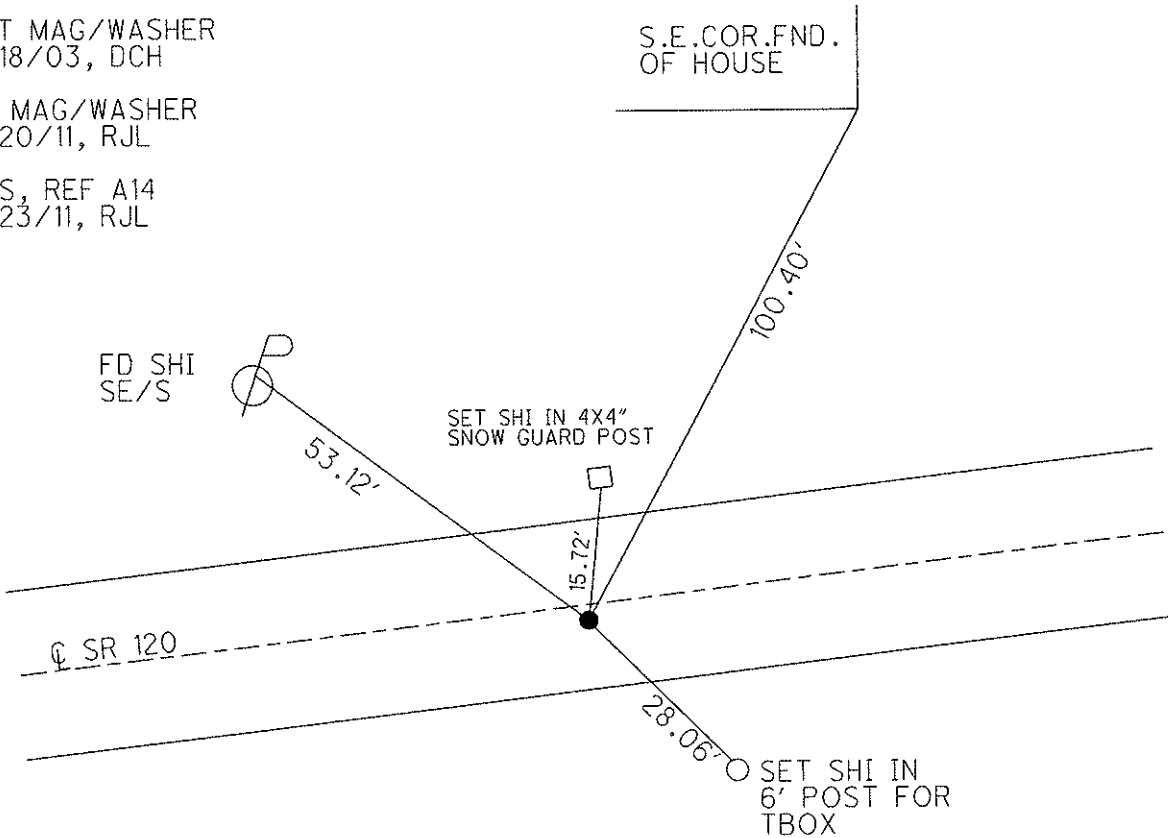 T MAG/WASHER
18/03, DCH
MAG/WASHER
20/11, RJL
S, REF A14
23/11, RJL
S.E.COR.FND.
OF HOUSE
100.40'
FD SHI
SE/S
53.12'
SET SHI IN 4X4"
SNOW GUARD POST
15.72'
℄ SR 120
28.06'
SET SHI IN
6' POST FOR
TBOX